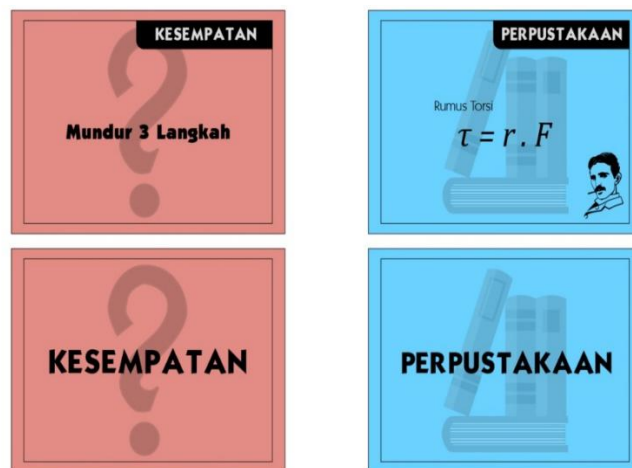 KESEMPATAN
Mundur 3 Langkah
PERPUSTAKAAN
Rumus Torsi
τ = r . F
KESEMPATAN
PERPUSTAKAAN